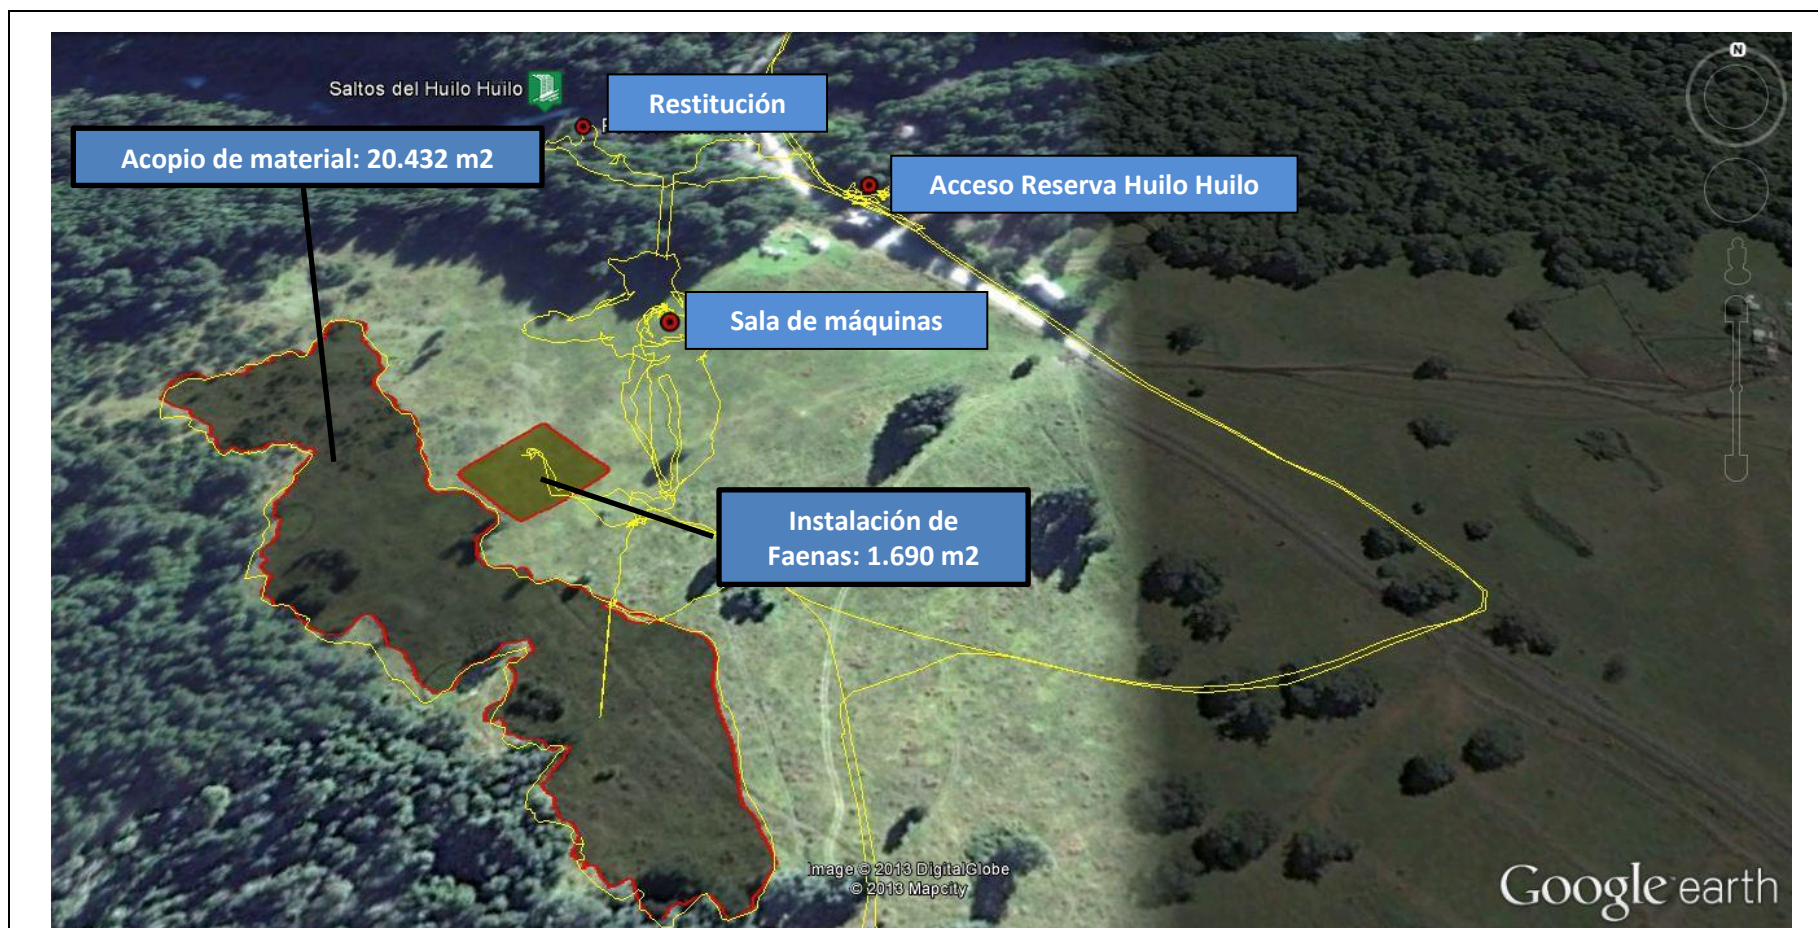 N
Saltos del Huilo Huilo
Restitución
Acopio de material: 20.432 m2
Acceso Reserva Huilo Huilo
Sala de máquinas
Instalación de
Faenas: 1.690 m2
Image © 2013 DigitalGlobe
© 2013 Mapcity
Google earth